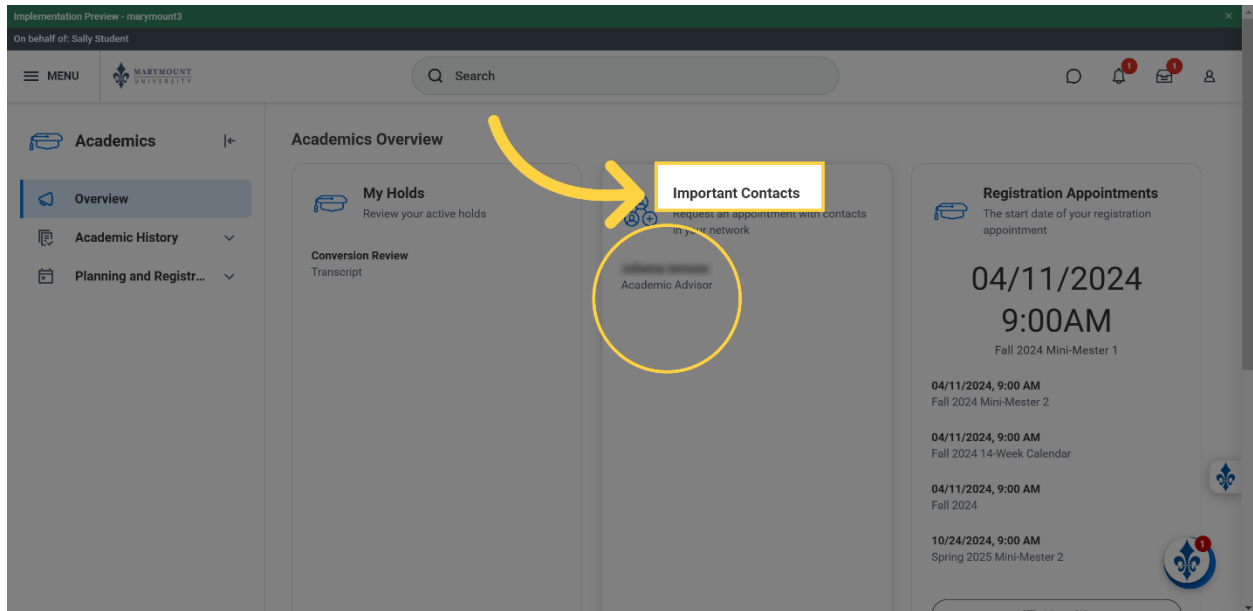 Implementation Preview - marymount3
On behalf of: Sally Student
MENU
MARYMOUNT
UNIVERSITY
Search
1
1
Academics
Overview
Academic History
Planning and Registr...
Academics Overview
My Holds
Review your active holds
Conversion Review
Transcript
Important Contacts
Request an appointment with contacts
in your network
Academic Advisor
Registration Appointments
The start date of your registration
appointment
04/11/2024
9:00AM
Fall 2024 Mini-Mester 1
04/11/2024, 9:00 AM
Fall 2024 Mini-Mester 2
04/11/2024, 9:00 AM
Fall 2024 14-Week Calendar
04/11/2024, 9:00 AM
Fall 2024
10/24/2024, 9:00 AM
Spring 2025 Mini-Mester 2
1